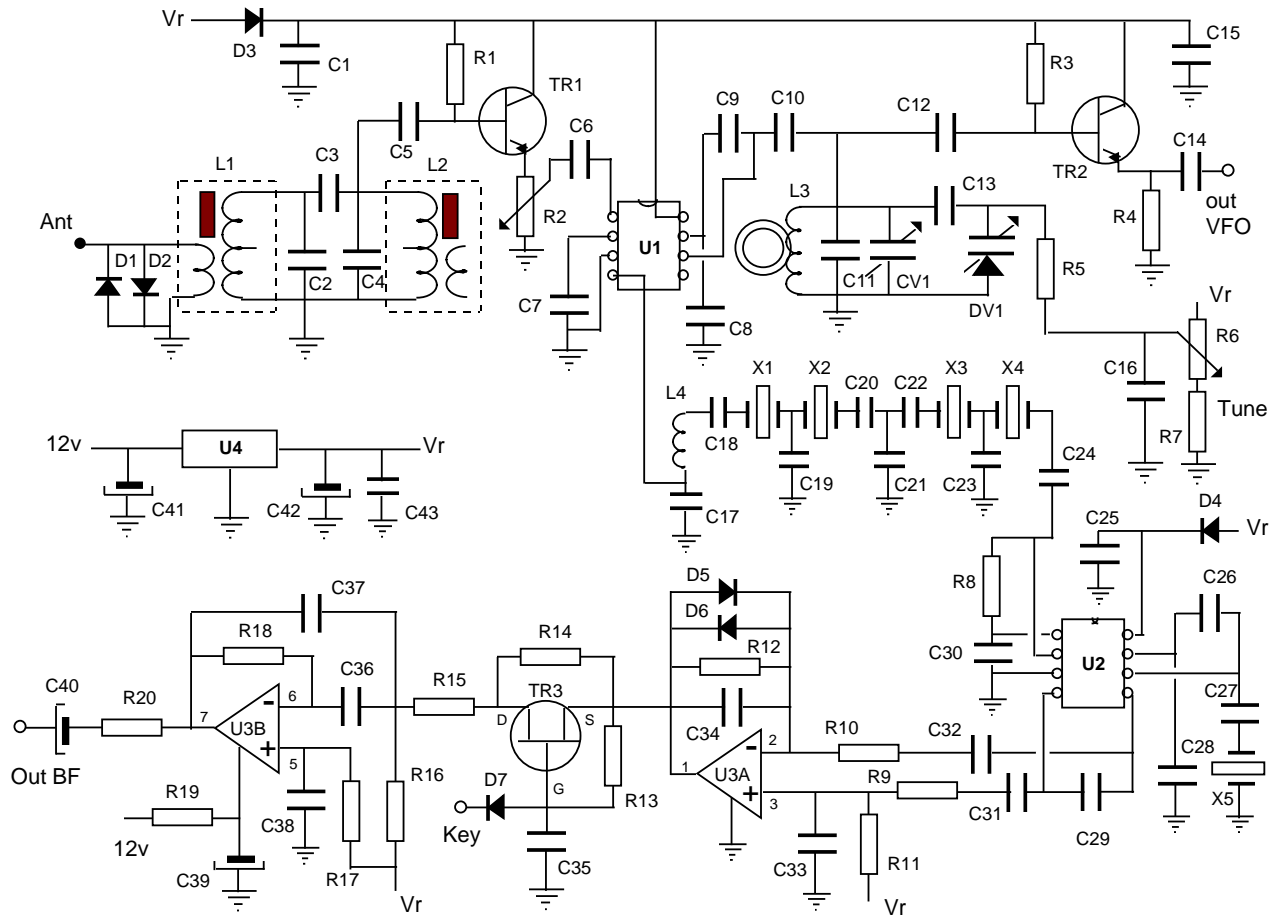 Vr
D3
C1
R1
TR1
C5
C6
C9
C10
C12
R3
C15
TR2
C14
out
VFO
L1
C3
L2
Ant
D1
D2
C2
C4
R2
U1
C7
C8
L3
C13
C11
CV1
DV1
R4
R5
Vr
R6
C16
Tune
R7
12v
U4
Vr
C41
C42
C43
L4
X1
X2
C20
C22
X3
X4
C18
C19
C21
C23
C24
C17
D4
Vr
C25
C26
R8
C30
U2
C27
C28
X5
C37
R18
C36
C40
R20
7
U3B
6
-
+
5
Out BF
R19
12v
C39
C38
R17
R16
Vr
R15
R14
TR3
D
S
G
D7
Key
C35
R13
D5
D6
R12
C34
1
U3A
2
-
+
3
R10
C32
R9
C31
C29
C33
R11
Vr